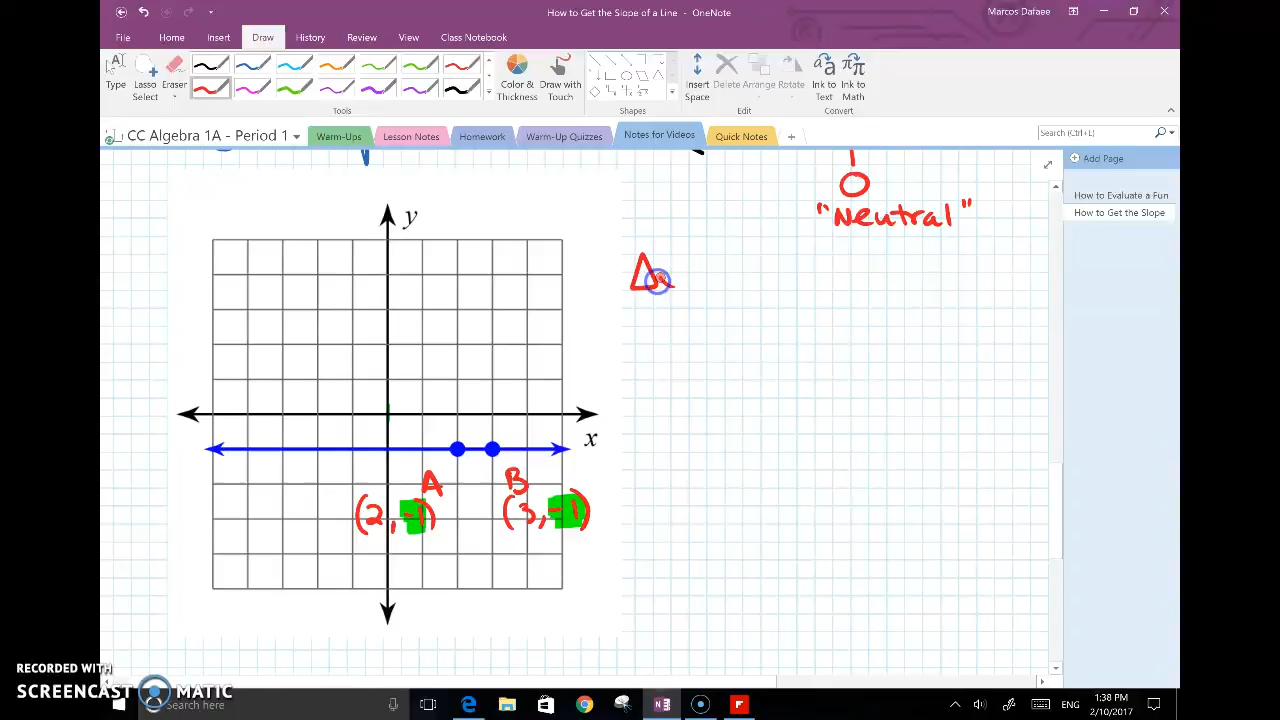 How to Get the Slope of a Line - OneNote
Marcos Dafaee
File Home Insert Draw History Review View Class Notebook
Type Lasso Select Eraser Color & Thickness Draw with Touch Insert Space Delete Arrange Rotate Ink to Text Ink to Math
Tools Shapes Edit Convert
CC Algebra 1A - Period 1 Warm-Ups Lesson Notes Homework Warm-Up Quizzes Notes for Videos Quick Notes
Search (Ctrl+E)
Add Page
How to Evaluate a Fun
How to Get the Slope
0
"Neutral"
y
Δx
x
A B
(2, -1) (3, -1)
RECORDED WITH
SCREENCAST MATIC
Search here
ENG
1:38 PM
2/10/2017